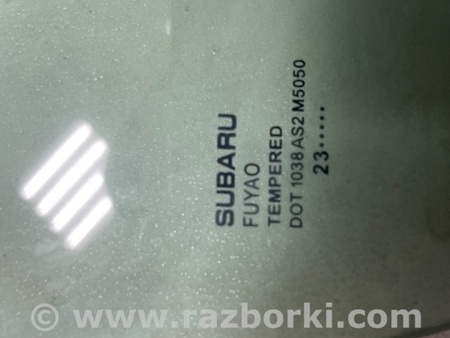 SUBARU
FUYAO
TEMPERED
DOT 1038 AS2 M5050
23·····
© www.razborki.com